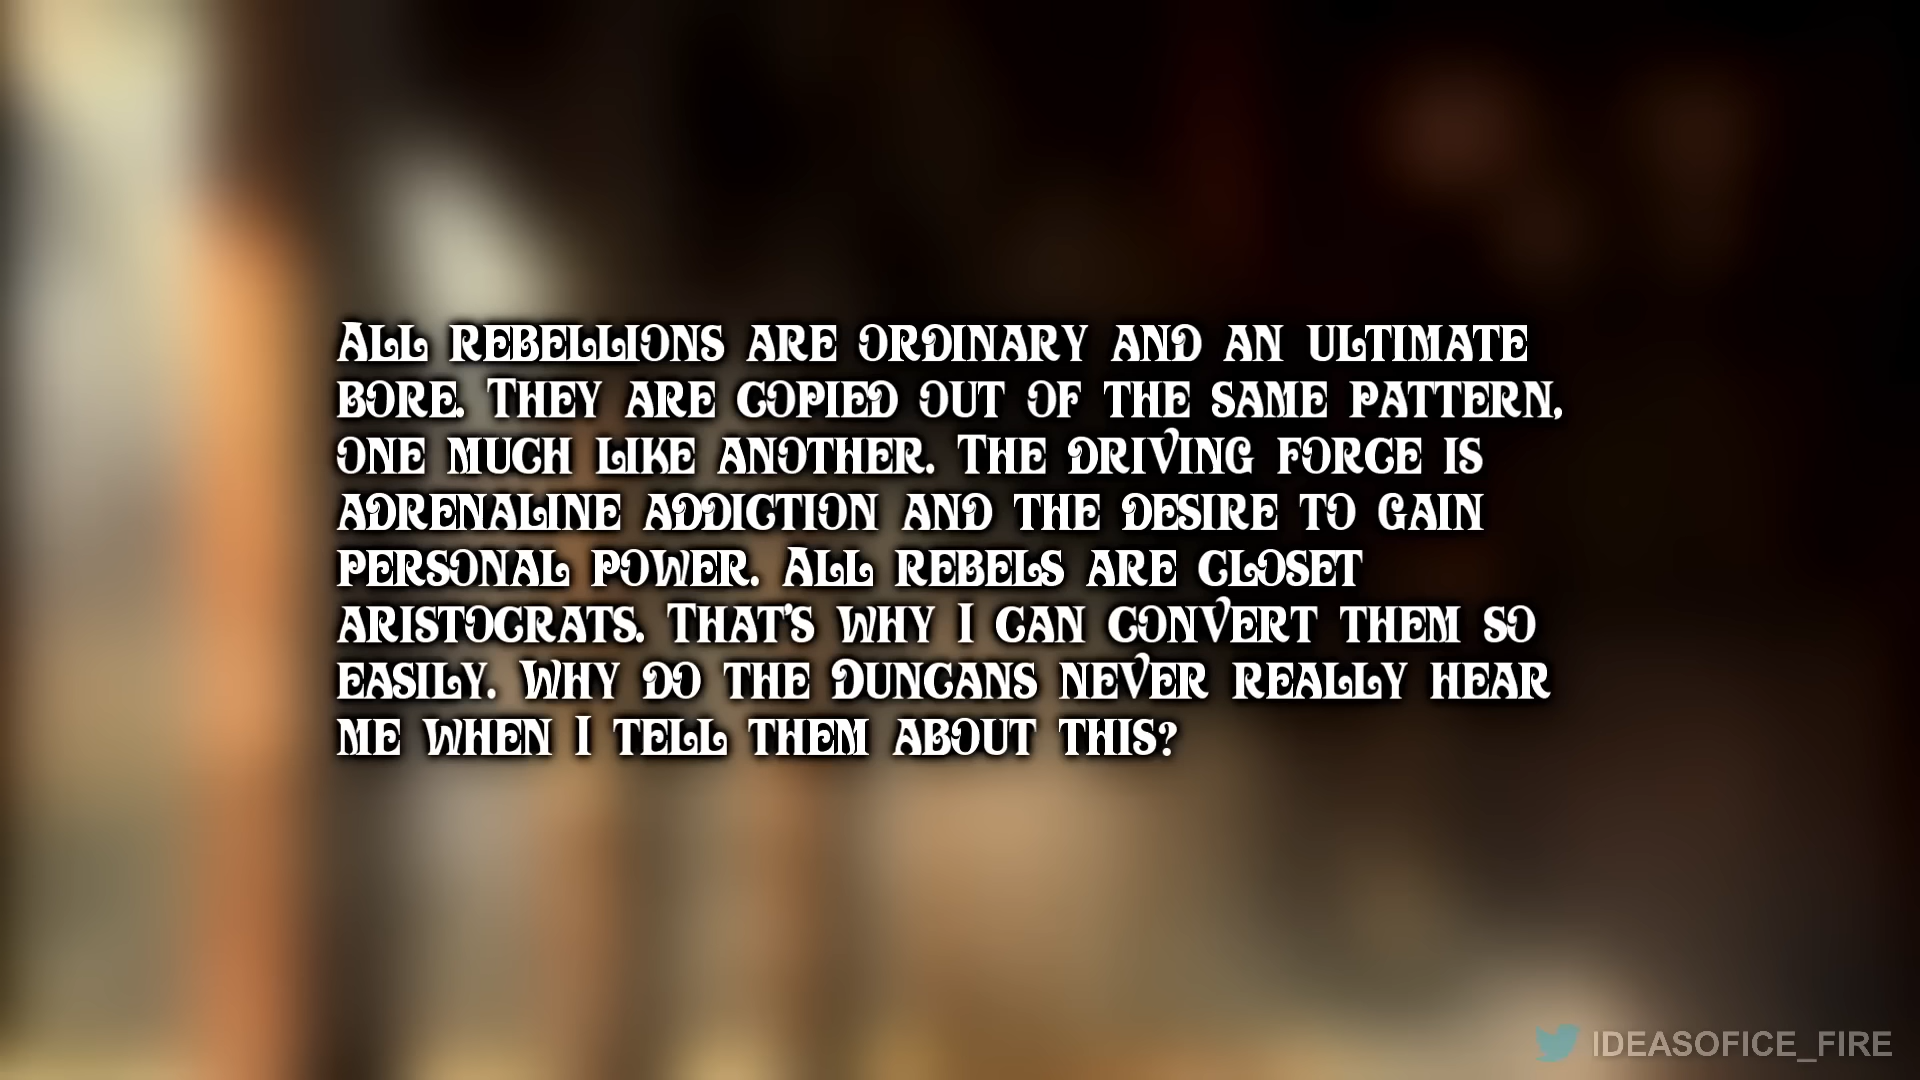 All rebellions are ordinary and an ultimate
bore. They are copied out of the same pattern,
one much like another. The driving force is
adrenaline addiction and the desire to gain
personal power. All rebels are closet
aristocrats. That's why I can convert them so
easily. Why do the Duncans never really hear
me when I tell them about this?
IDEASOFICE_FIRE